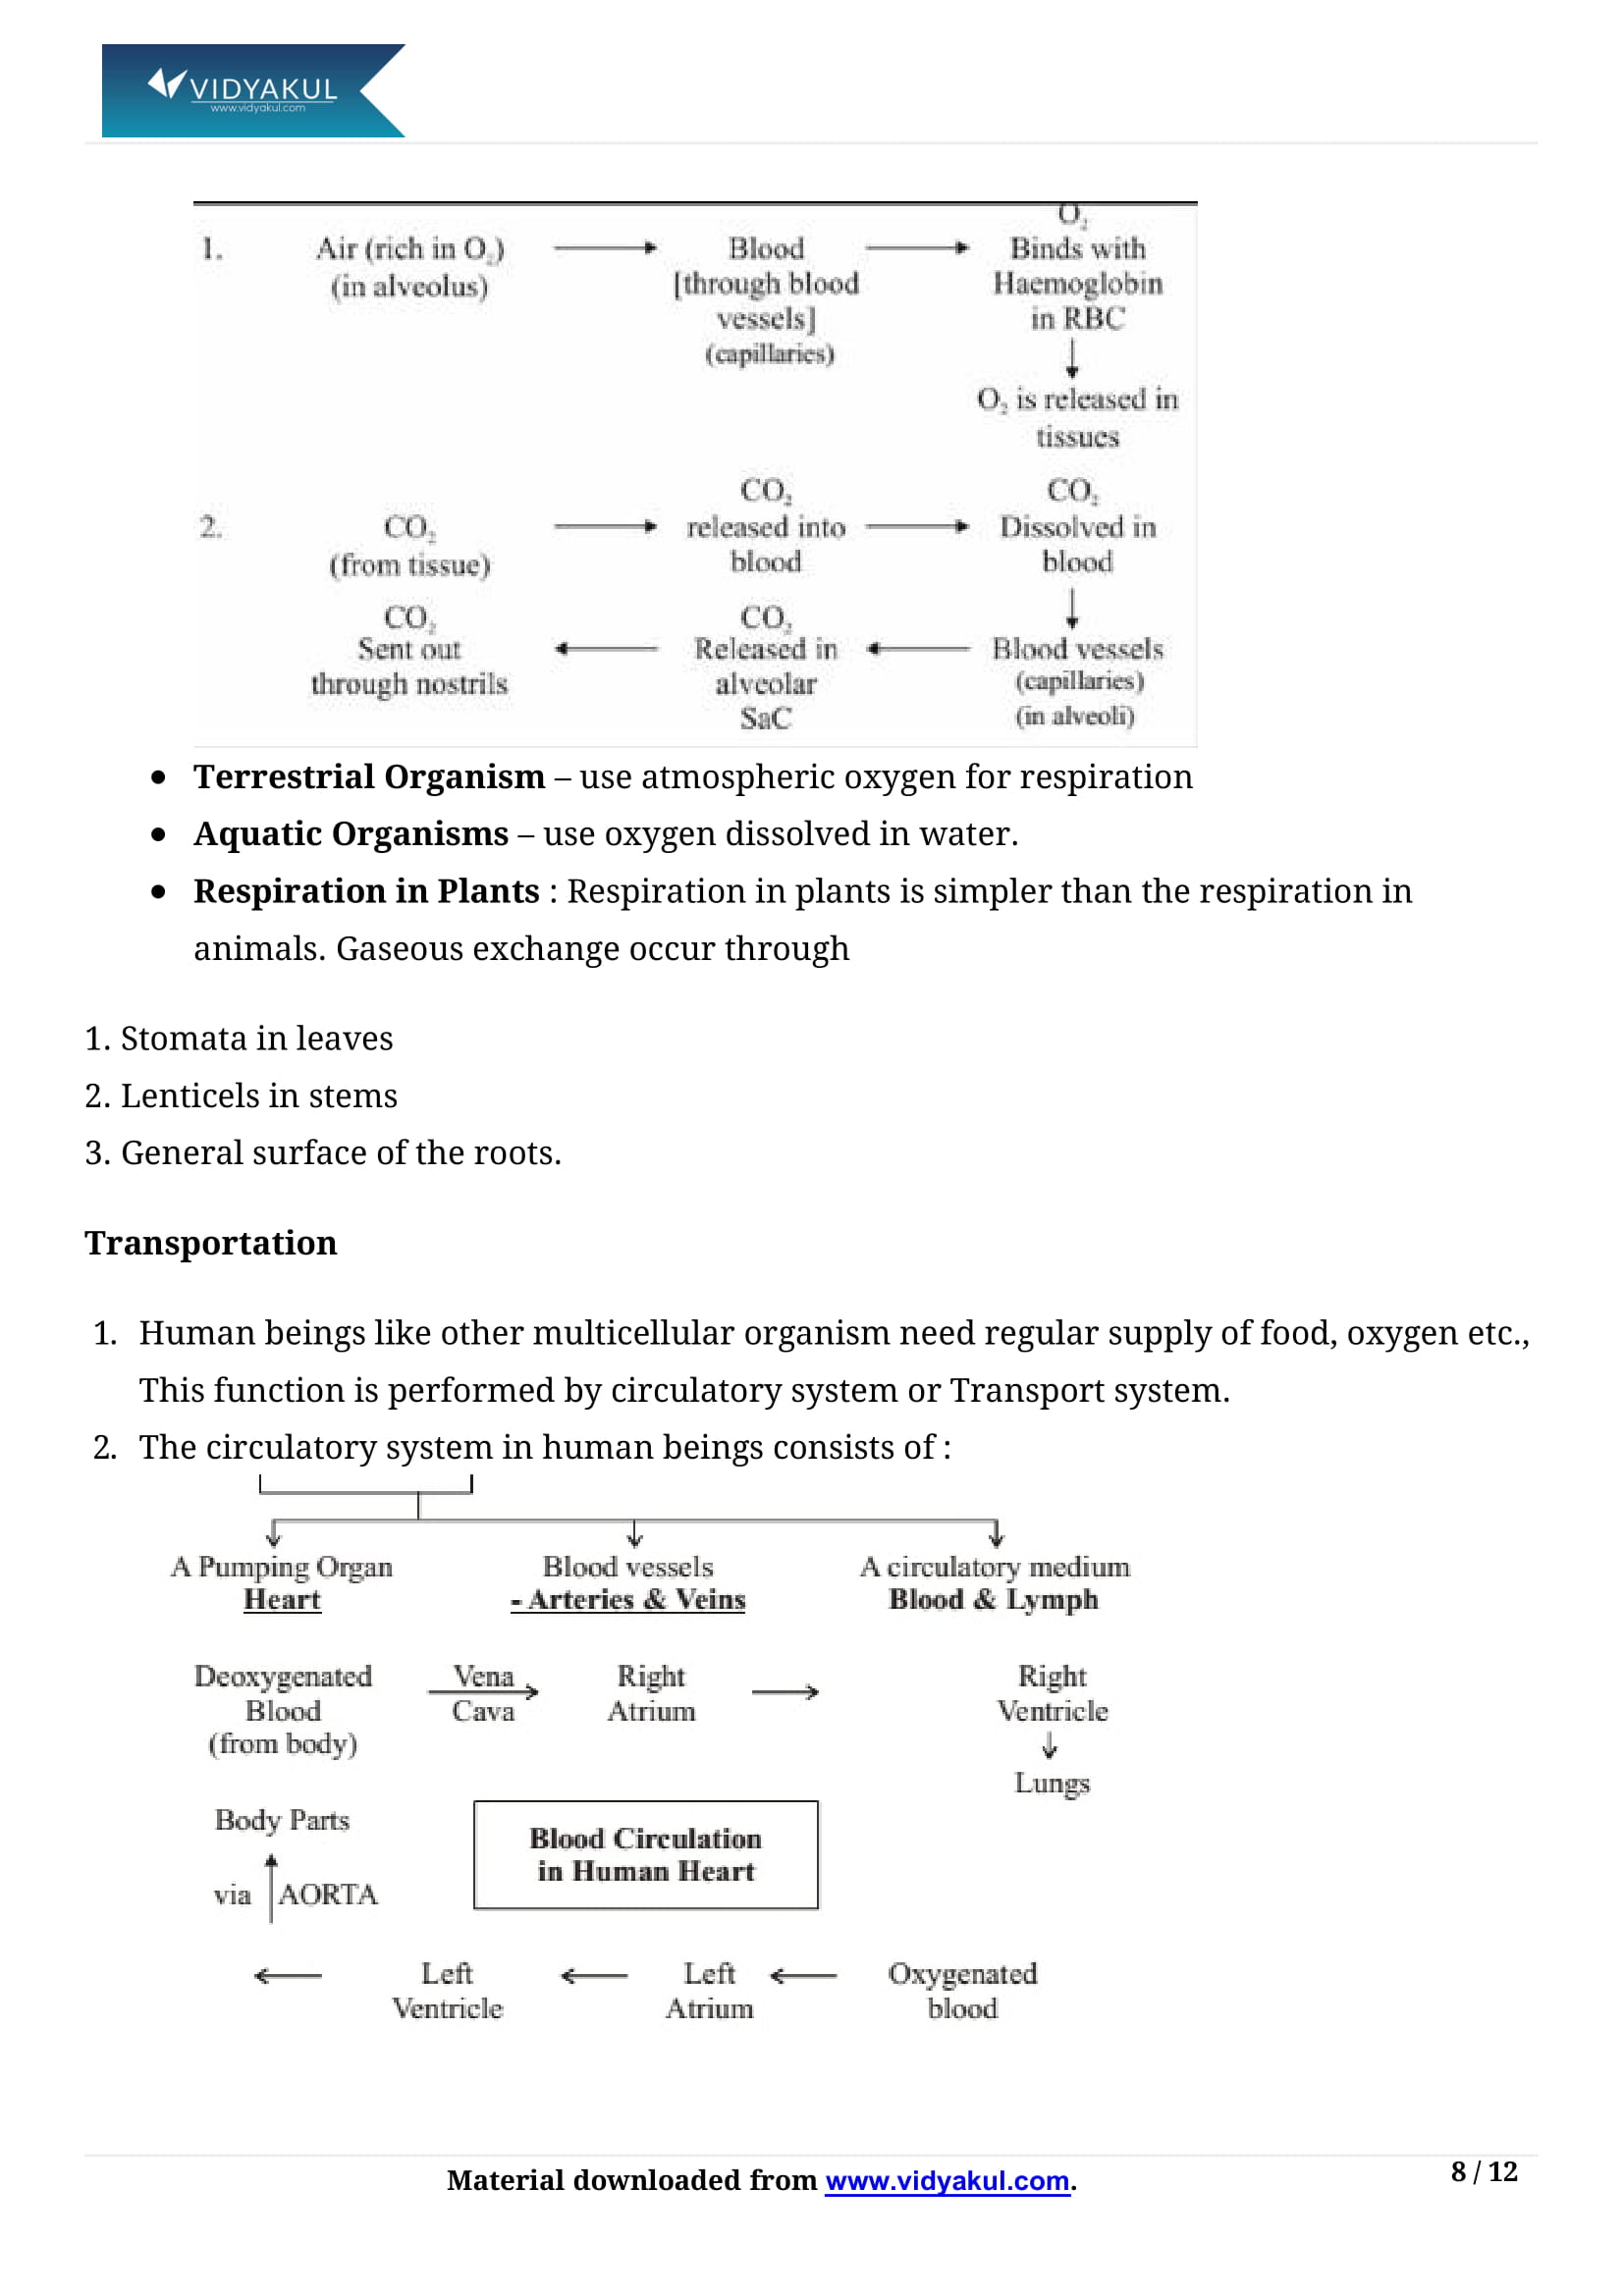 VIDYAKUL
www.vidyakul.com
O₂
1. Air (rich in O₂) Blood Binds with
(in alveolus) [through blood Haemoglobin
vessels] in RBC
(capillaries)
O₂ is released in
tissues
CO₂ CO₂
2. CO₂ released into Dissolved in
(from tissue) blood blood
CO₂ CO₂
Sent out Released in Blood vessels
through nostrils alveolar (capillaries)
SaC (in alveoli)
• Terrestrial Organism – use atmospheric oxygen for respiration
• Aquatic Organisms – use oxygen dissolved in water.
• Respiration in Plants : Respiration in plants is simpler than the respiration in
animals. Gaseous exchange occur through
1. Stomata in leaves
2. Lenticels in stems
3. General surface of the roots.
Transportation
1. Human beings like other multicellular organism need regular supply of food, oxygen etc.,
This function is performed by circulatory system or Transport system.
2. The circulatory system in human beings consists of :
A Pumping Organ Blood vessels A circulatory medium
Heart - Arteries & Veins Blood & Lymph
Deoxygenated Vena Right Right
Blood Cava Atrium Ventricle
(from body)
Lungs
Body Parts
Blood Circulation
in Human Heart
via AORTA
Left Left Oxygenated
Ventricle Atrium blood
Material downloaded from www.vidyakul.com.
8 / 12